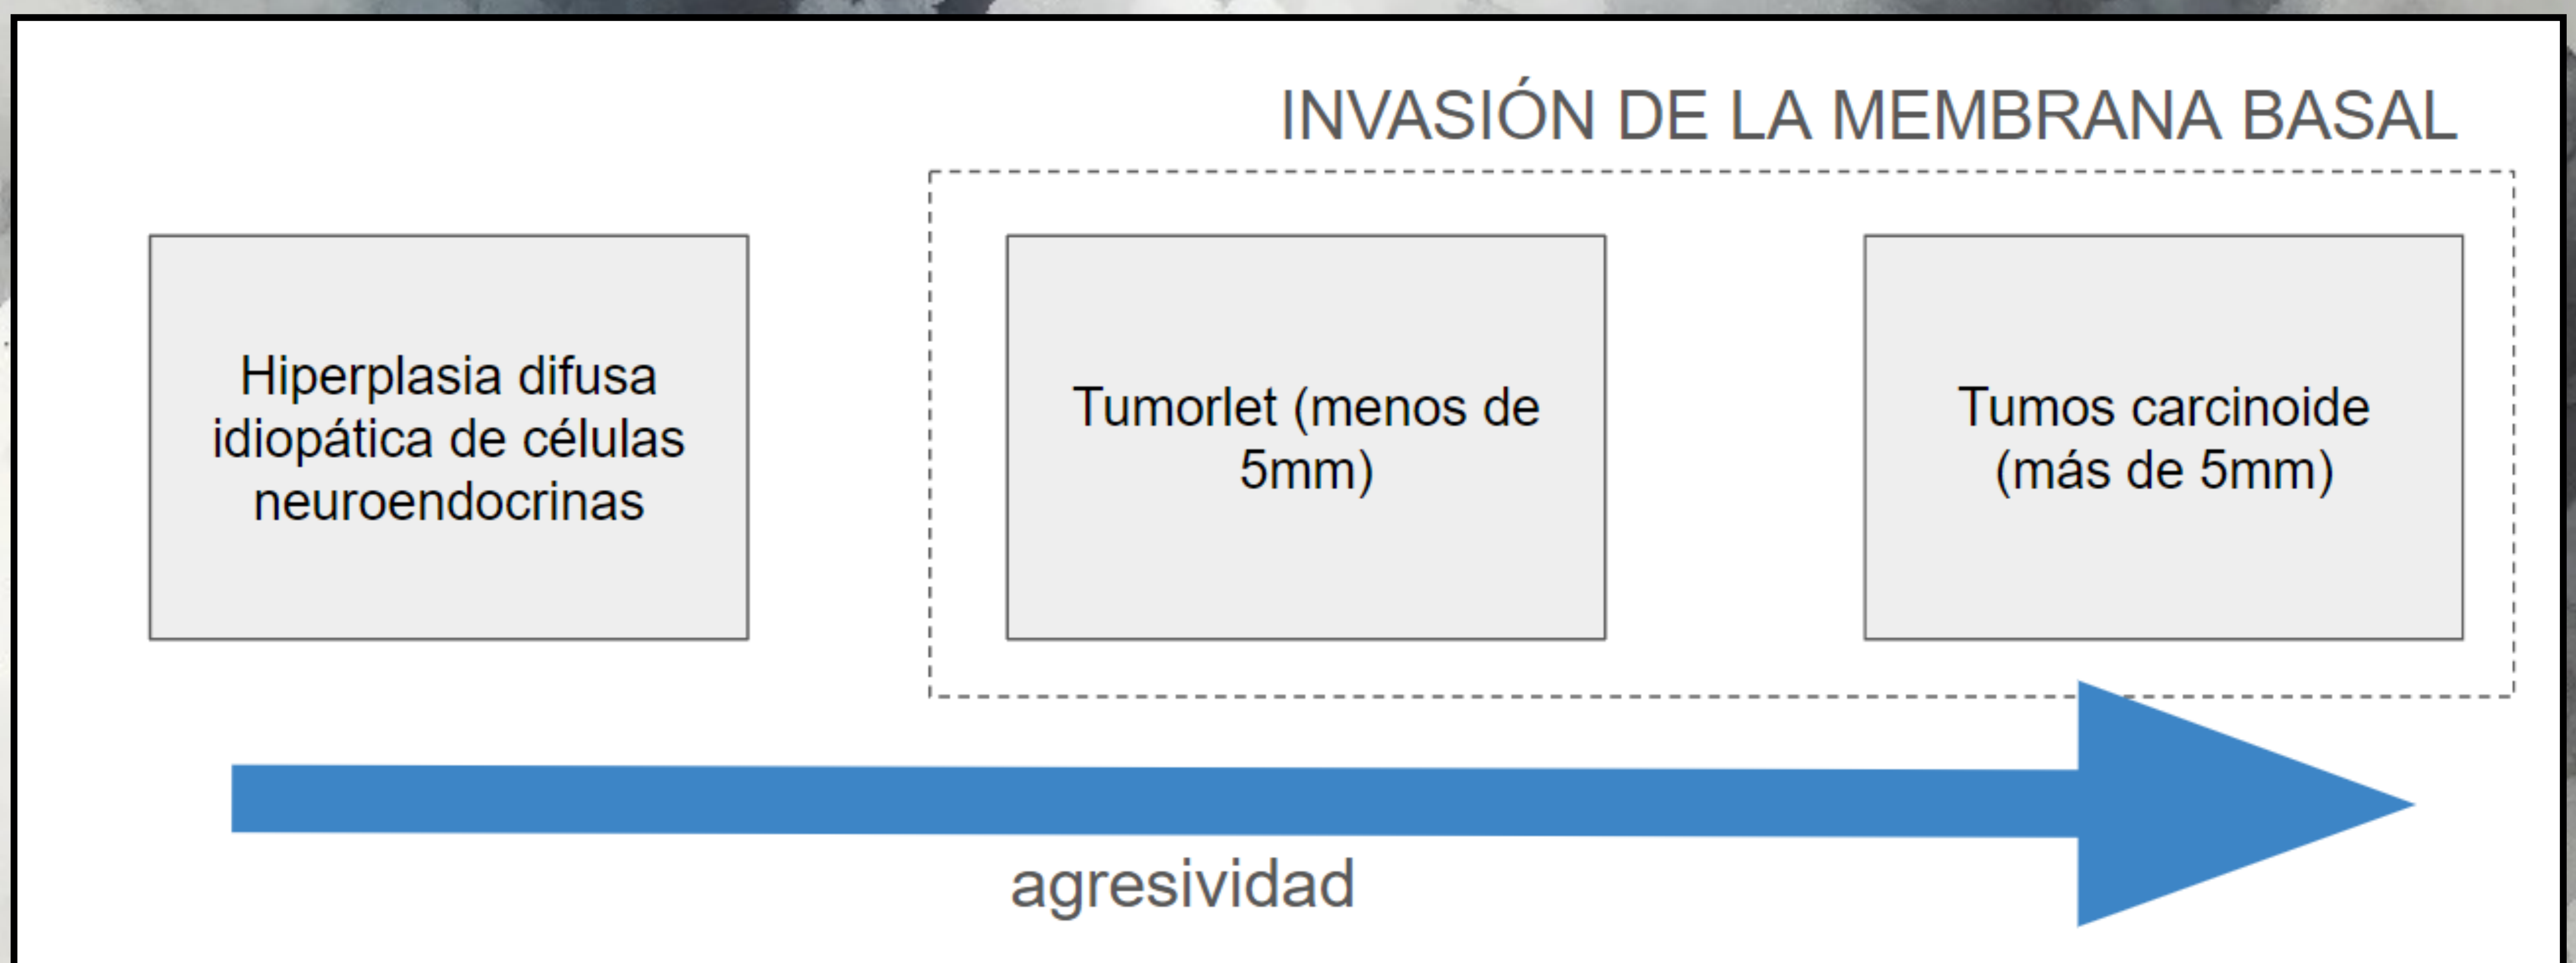 INVASIÓN DE LA MEMBRANA BASAL
Hiperplasia difusa
idiopática de células
neuroendocrinas
Tumorlet (menos de
5mm)
Tumos carcinoide
(más de 5mm)
agresividad